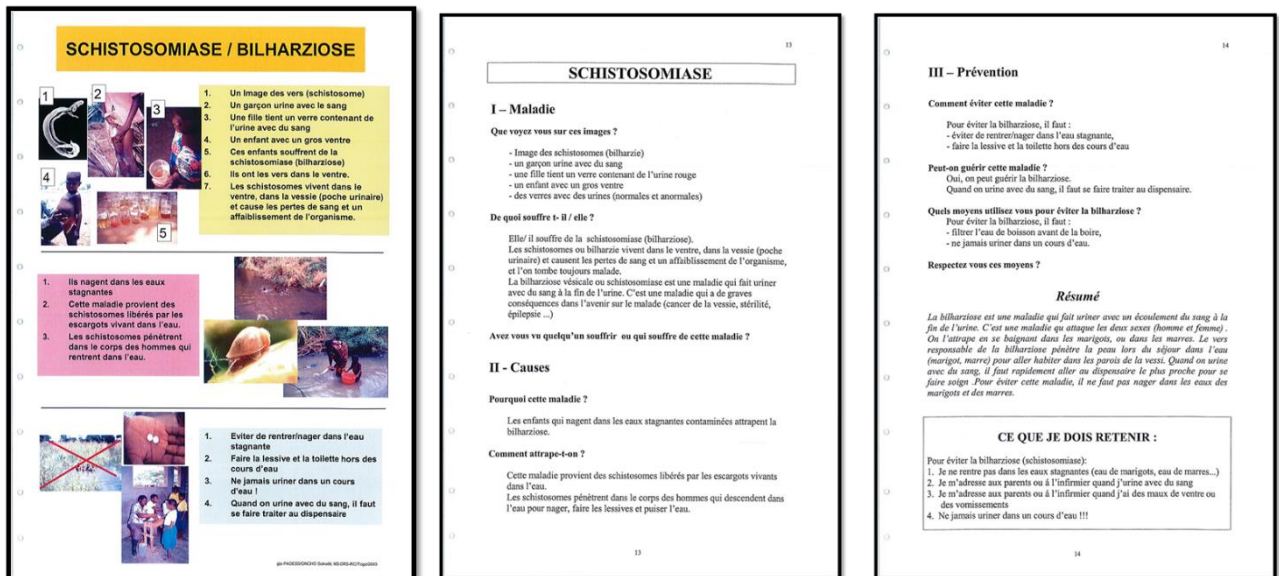 SCHISTOSOMIASE / BILHARZIOSE
1
2
3
4
5
1. Un Image des vers (schistosome)
2. Un garçon urine avec le sang
3. Une fille tient un verre contenant de
l'urine avec du sang
4. Un enfant avec un gros ventre
5. Ces enfants souffrent de la
schistosomiase (bilharziose)
6. Ils ont les vers dans le ventre.
7. Les schistosomes vivent dans le
ventre, dans la vessie (poche urinaire)
et cause les pertes de sang et un
affaiblissement de l'organisme.
1. Ils nagent dans les eaux
stagnantes
2. Cette maladie provient des
schistosomes libérés par les
escargots vivant dans l'eau.
3. Les schistosomes pénètrent
dans le corps des hommes qui
rentrent dans l'eau.
1. Eviter de rentrer/nager dans l'eau
stagnante
2. Faire la lessive et la toilette hors des
cours d'eau
3. Ne jamais uriner dans un cours
d'eau !
4. Quand on urine avec du sang, il faut
se faire traiter au dispensaire
13
SCHISTOSOMIASE
I – Maladie
Que voyez vous sur ces images ?
- Image des schistosomes (bilharzie)
- un garçon urine avec du sang
- une fille tient un verre contenant de l'urine rouge
- un enfant avec un gros ventre
- des verres avec des urines (normales et anormales)
De quoi souffre t- il / elle ?
Elle/ il souffre de la schistosomiase (bilharziose).
Les schistosomes ou bilharzie vivent dans le ventre, dans la vessie (poche
urinaire) et causent les pertes de sang et un affaiblissement de l'organisme,
et l'on tombe toujours malade.
La bilharziose vésicale ou schistosomiase est une maladie qui fait uriner
avec du sang à la fin de l'urine. C'est une maladie qui a de graves
conséquences dans l'avenir sur le malade (cancer de la vessie, stérilité,
épilepsie ...)
Avez vous vu quelqu'un souffrir ou qui souffre de cette maladie ?
II - Causes
Pourquoi cette maladie ?
Les enfants qui nagent dans les eaux stagnantes contaminées attrapent la
bilharziose.
Comment attrape-t-on ?
Cette maladie provient des schistosomes libérés par les escargots vivants
dans l'eau.
Les schistosomes pénètrent dans le corps des hommes qui descendent dans
l'eau pour nager, faire les lessives et puiser l'eau.
13
14
III – Prévention
Comment éviter cette maladie ?
Pour éviter la bilharziose, il faut :
- éviter de rentrer/nager dans l'eau stagnante,
- faire la lessive et la toilette hors des cours d'eau
Peut-on guérir cette maladie ?
Oui, on peut guérir la bilharziose.
Quand on urine avec du sang, il faut se faire traiter au dispensaire.
Quels moyens utilisez vous pour éviter la bilharziose ?
Pour éviter la bilharziose, il faut :
- filtrer l'eau de boisson avant de la boire,
- ne jamais uriner dans un cours d'eau.
Respectez vous ces moyens ?
Résumé
La bilharziose est une maladie qui fait uriner avec un écoulement du sang à la
fin de l'urine. C'est une maladie qu attaque les deux sexes (homme et femme) .
On l'attrape en se baignant dans les marigots, ou dans les marres. Le vers
responsable de la bilharziose pénètre la peau lors du séjour dans l'eau
(marigot, marre) pour aller habiter dans les parois de la vessi. Quand on urine
avec du sang, il faut rapidement aller au dispensaire le plus proche pour se
faire soign .Pour éviter cette maladie, il ne faut pas nager dans les eaux des
marigots et des marres.
CE QUE JE DOIS RETENIR :
Pour éviter la bilharziose (schistosomiase):
1. Je ne rentre pas dans les eaux stagnantes (eau de marigots, eau de marres...)
2. Je m'adresse aux parents ou á l'infirmier quand j'urine avec du sang
3. Je m'adresse aux parents ou á l'infirmier quand j'ai des maux de ventre ou
des vomissements
4. Ne jamais uriner dans un cours d'eau !!!
14